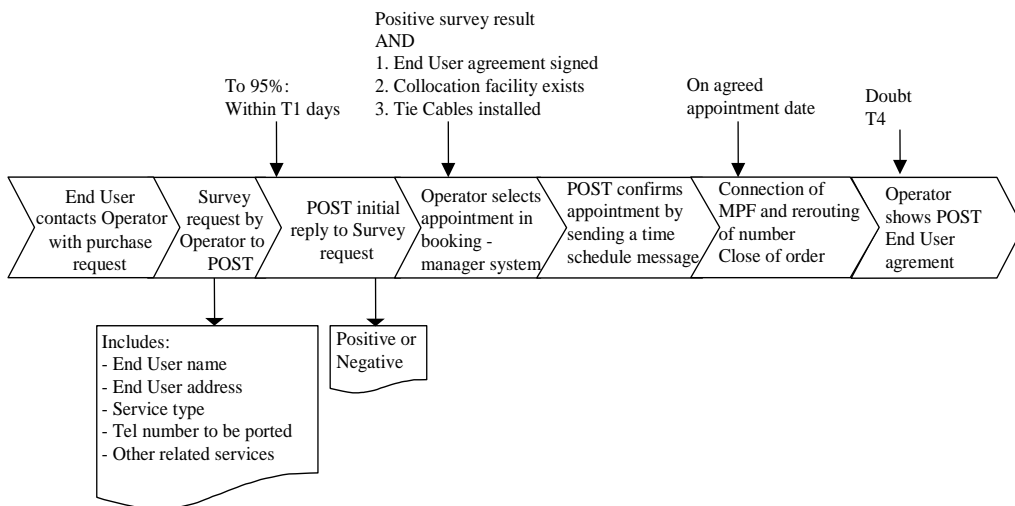 Positive survey result
AND
1. End User agreement signed
2. Collocation facility exists
3. Tie Cables installed
To 95%:
Within T1 days
On agreed
appointment date
Doubt
T4
End User
contacts Operator
with purchase
request
Survey
request by
Operator to
POST
POST initial
reply to Survey
request
Operator selects
appointment in
booking -
manager system
POST confirms
appointment by
sending a time
schedule message
Connection of
MPF and rerouting
of number
Close of order
Operator
shows POST
End User
agrement
Includes:
- End User name
- End User address
- Service type
- Tel number to be ported
- Other related services
Positive or
Negative